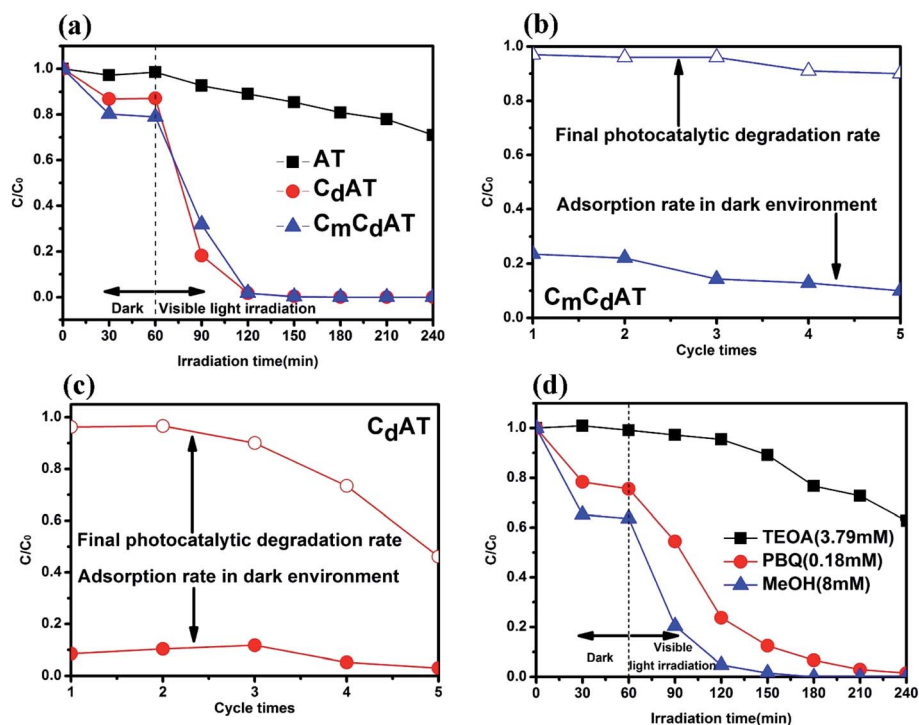 (a)
C/C₀
1.0
0.8
0.6
0.4
0.2
0.0
AT
CdAT
CmCdAT
Dark
Visible light irradiation
0 30 60 90 120 150 180 210 240
Irradiation time(min)
(b)
C/C₀
1.0
0.8
0.6
0.4
0.2
0.0
Final photocatalytic degradation rate
Adsorption rate in dark environment
CmCdAT
1 2 3 4 5
Cycle times
(c)
C/C₀
1.0
0.8
0.6
0.4
0.2
0.0
CdAT
Final photocatalytic degradation rate
Adsorption rate in dark environment
1 2 3 4 5
Cycle times
(d)
C/C₀
1.0
0.8
0.6
0.4
0.2
0.0
TEOA(3.79mM)
PBQ(0.18mM)
MeOH(8mM)
Dark
Visible
light irradiation
0 30 60 90 120 150 180 210 240
Irradiation time(min)